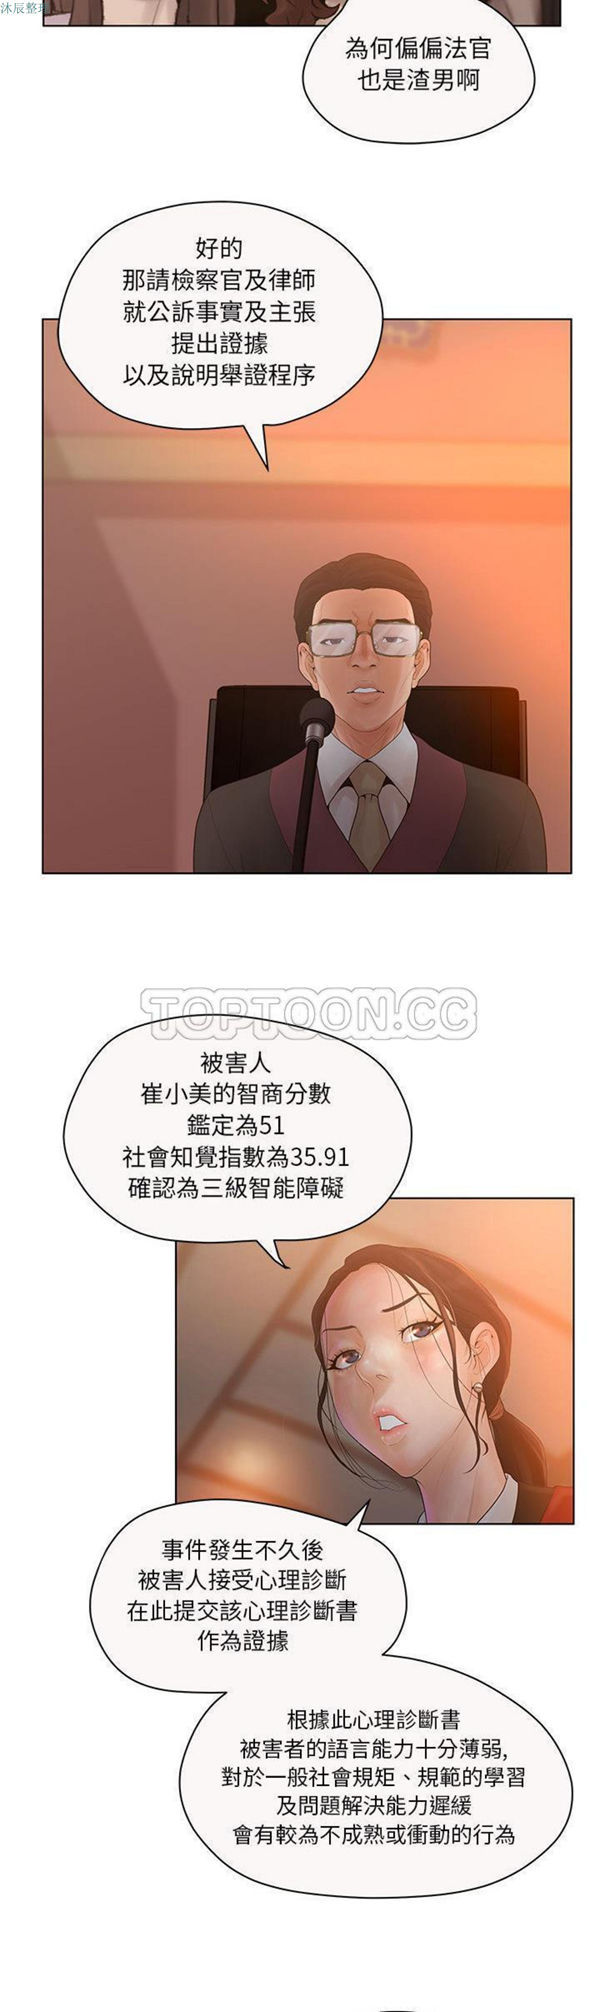 沐辰整理
為何偏偏法官
也是渣男啊
好的
那請檢察官及律師
就公訴事實及主張
提出證據
以及說明舉證程序
TOPTOON.CC
被害人
崔小美的智商分數
鑑定為51
社會知覺指數為35.91
確認為三級智能障礙
事件發生不久後
被害人接受心理診斷
在此提交該心理診斷書
作為證據
根據此心理診斷書
被害者的語言能力十分薄弱,
對於一般社會規矩、規範的學習
及問題解決能力遲緩
會有較為不成熟或衝動的行為